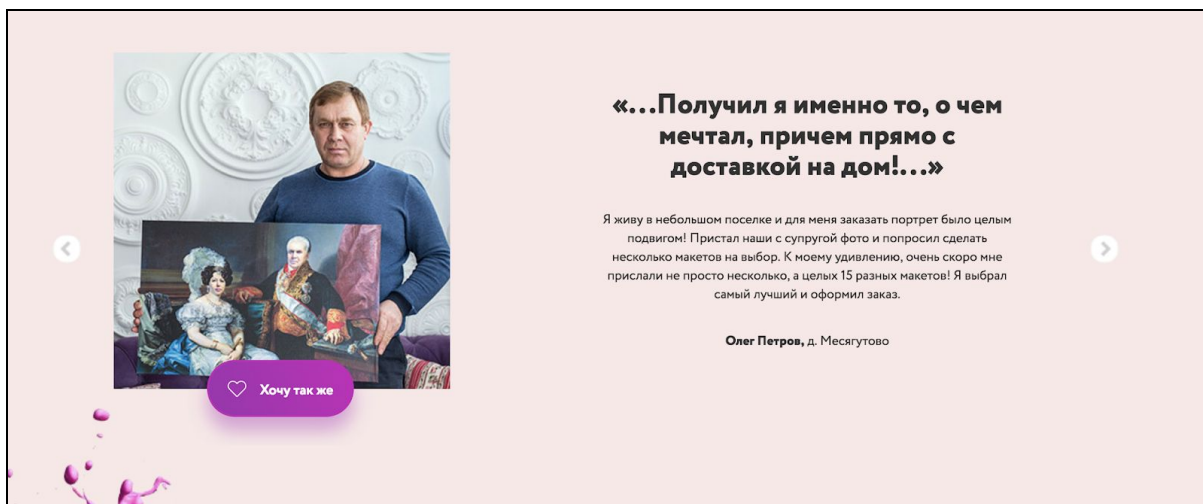 «...Получил я именно то, о чем
мечтал, причем прямо с
доставкой на дом!...»
Я живу в небольшом поселке и для меня заказать портрет было целым
подвигом! Пристал наши с супругой фото и попросил сделать
несколько макетов на выбор. К моему удивлению, очень скоро мне
прислали не просто несколько, а целых 15 разных макетов! Я выбрал
самый лучший и оформил заказ.
Олег Петров, д. Месягутово
Хочу так же